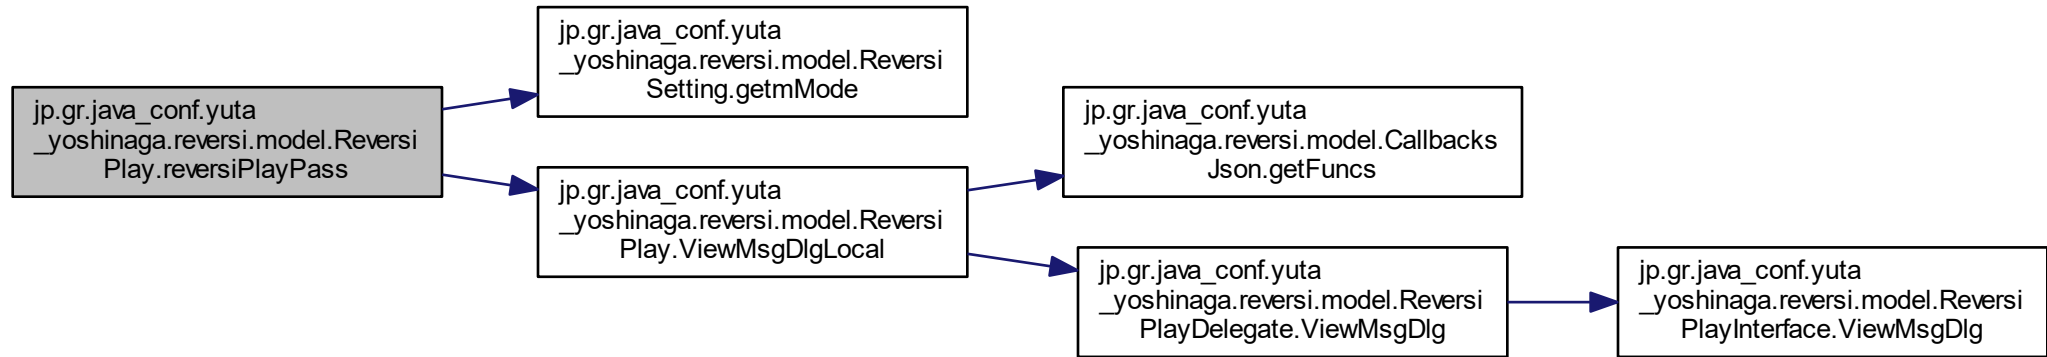 jp.gr.java_conf.yuta
_yoshinaga.reversi.model.Reversi
Play.reversiPlayPass
jp.gr.java_conf.yuta
_yoshinaga.reversi.model.Reversi
Setting.getmMode
jp.gr.java_conf.yuta
_yoshinaga.reversi.model.Reversi
Play.ViewMsgDlgLocal
jp.gr.java_conf.yuta
_yoshinaga.reversi.model.Callbacks
Json.getFuncs
jp.gr.java_conf.yuta
_yoshinaga.reversi.model.Reversi
PlayDelegate.ViewMsgDlg
jp.gr.java_conf.yuta
_yoshinaga.reversi.model.Reversi
PlayInterface.ViewMsgDlg